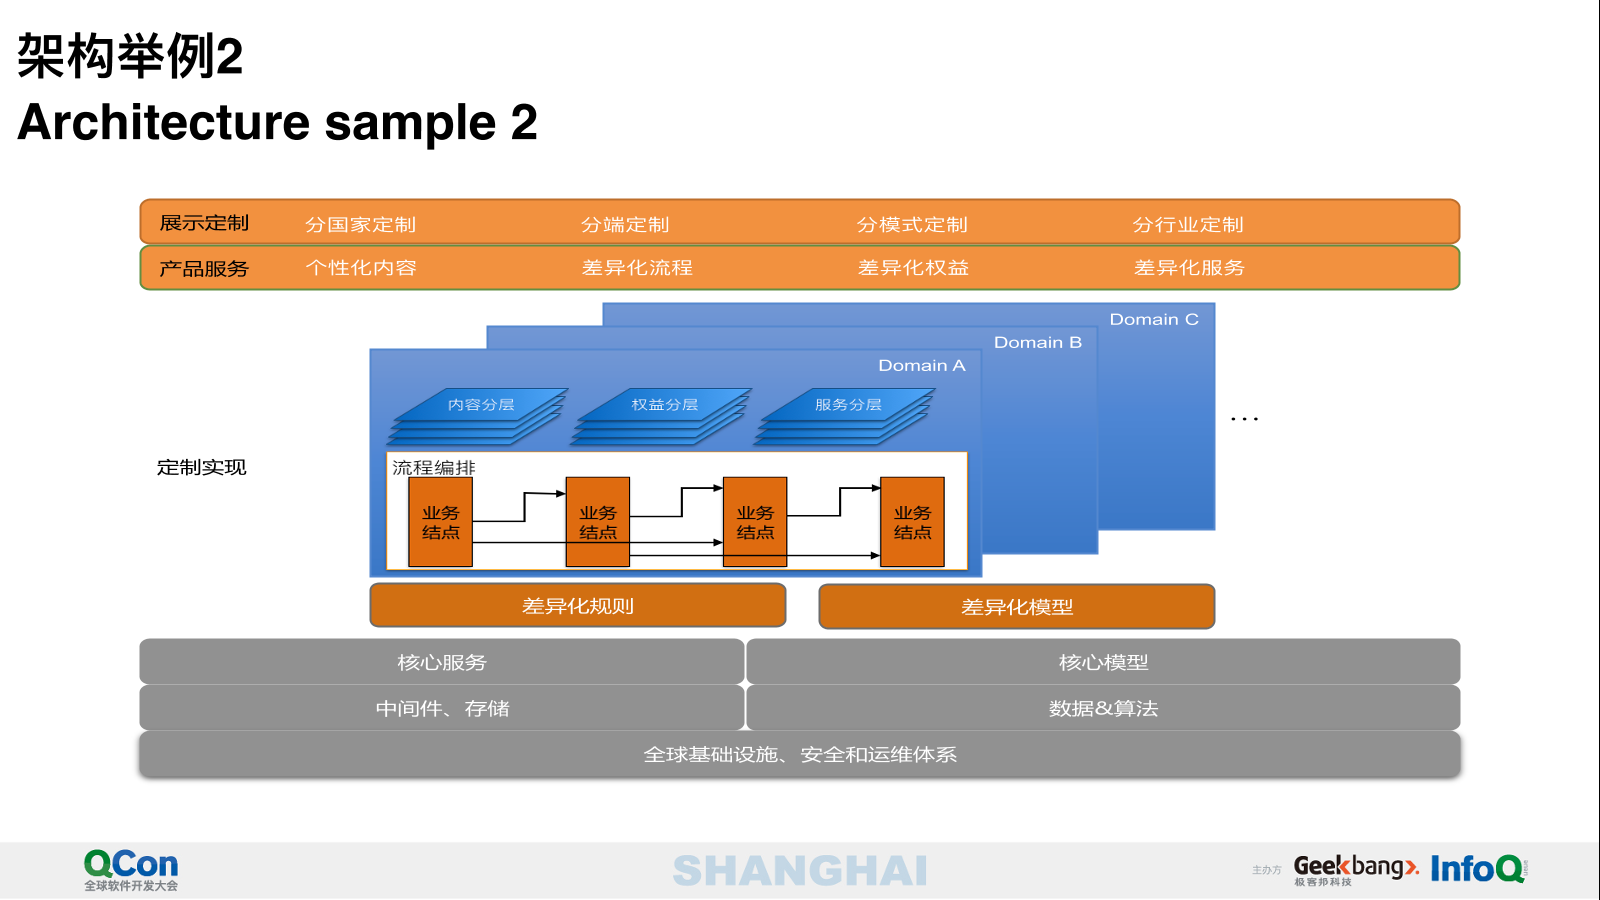 架构举例2
Architecture sample 2
展示定制 分国家定制 分端定制 分模式定制 分行业定制
产品服务 个性化内容 差异化流程 差异化权益 差异化服务
Domain C
Domain B
Domain A
内容分层 权益分层 服务分层
...
定制实现
流程编排
业务
结点
业务
结点
业务
结点
业务
结点
差异化规则 差异化模型
核心服务 核心模型
中间件、存储 数据&算法
全球基础设施、安全和运维体系
QCon
全球软件开发大会
SHANGHAI
主办方
Geekbang>.
极客邦科技
InfoQ